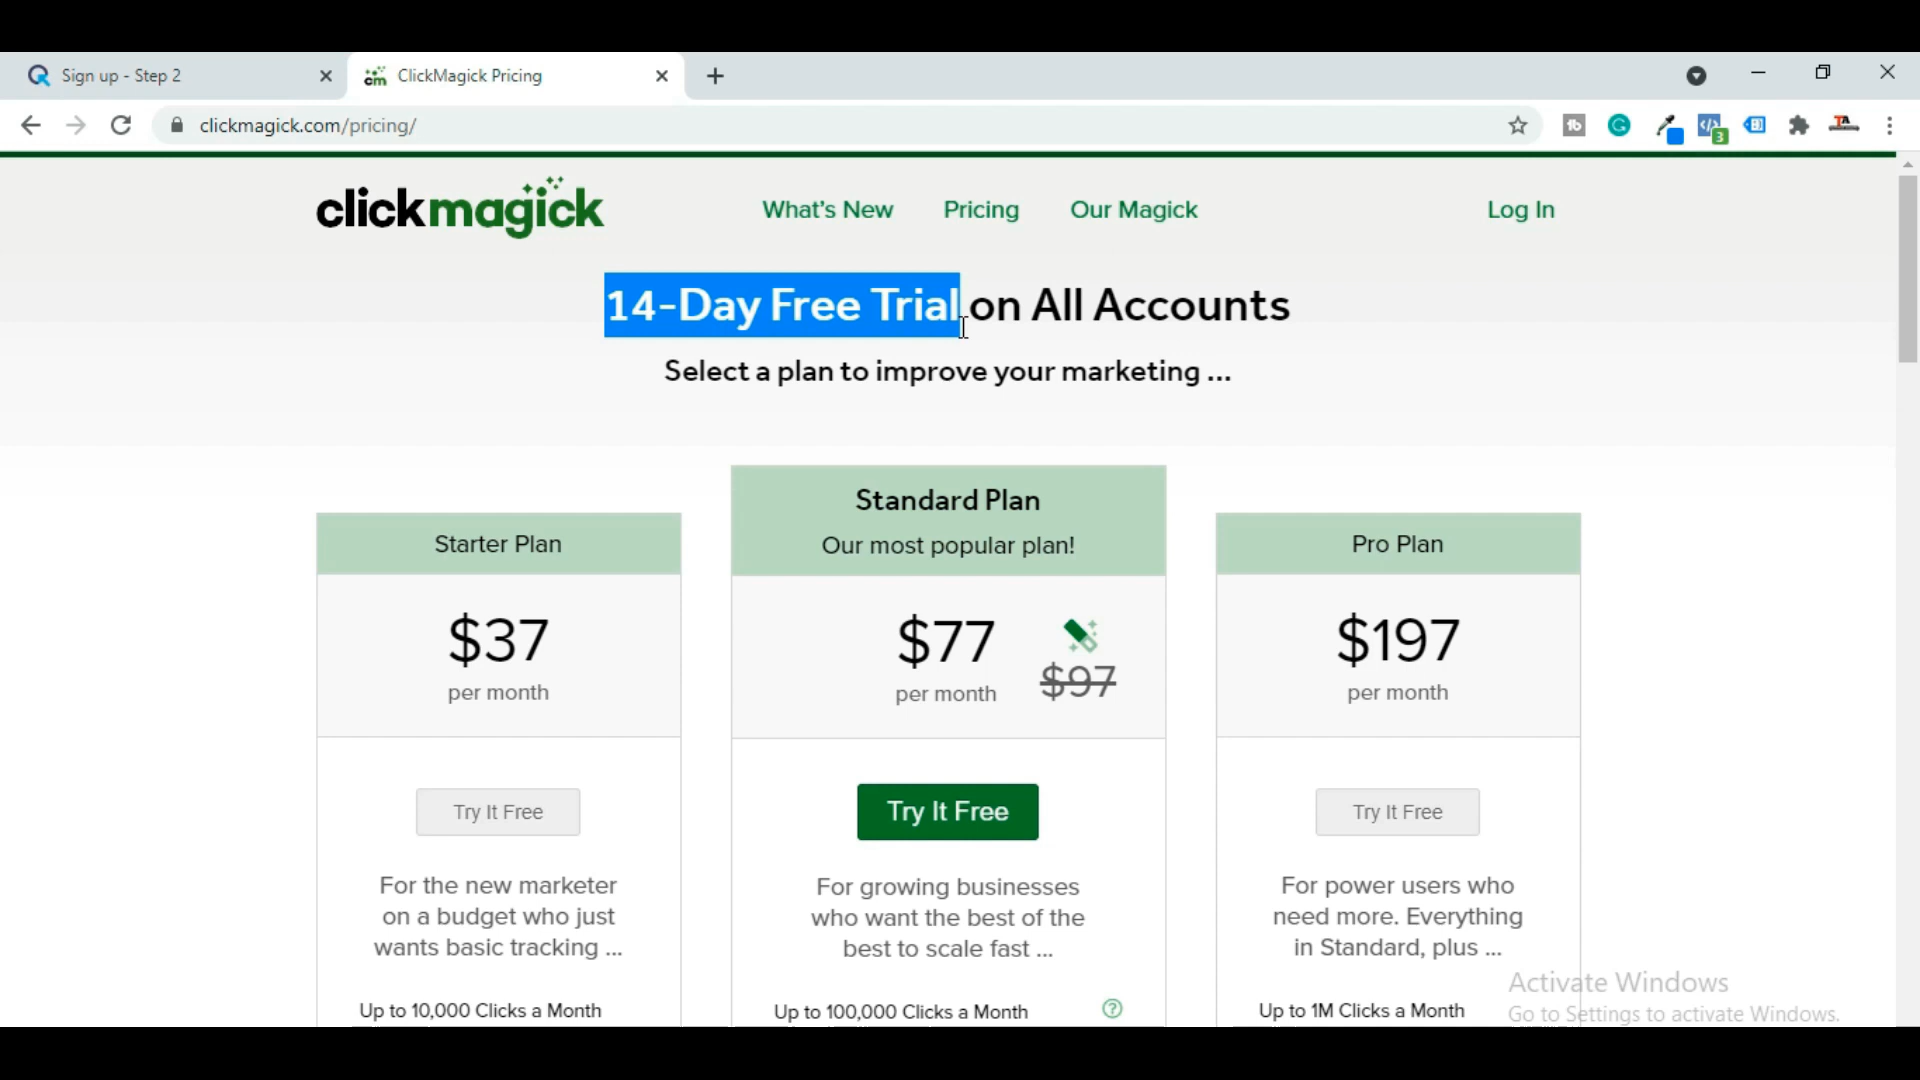 Sign up - Step 2
ClickMagick Pricing
clickmagick.com/pricing/
3
clickmagick
What's New
Pricing
Our Magick
Log In
14-Day Free Trial on All Accounts
Select a plan to improve your marketing ...
Starter Plan
$37
per month
Try It Free
For the new marketer
on a budget who just
wants basic tracking ...
Up to 10,000 Clicks a Month
Standard Plan
Our most popular plan!
$77
per month
$97
Try It Free
For growing businesses
who want the best of the
best to scale fast ...
Up to 100,000 Clicks a Month
Pro Plan
$197
per month
Try It Free
For power users who
need more. Everything
in Standard, plus ...
Up to 1M Clicks a Month
Activate Windows
Go to Settings to activate Windows.